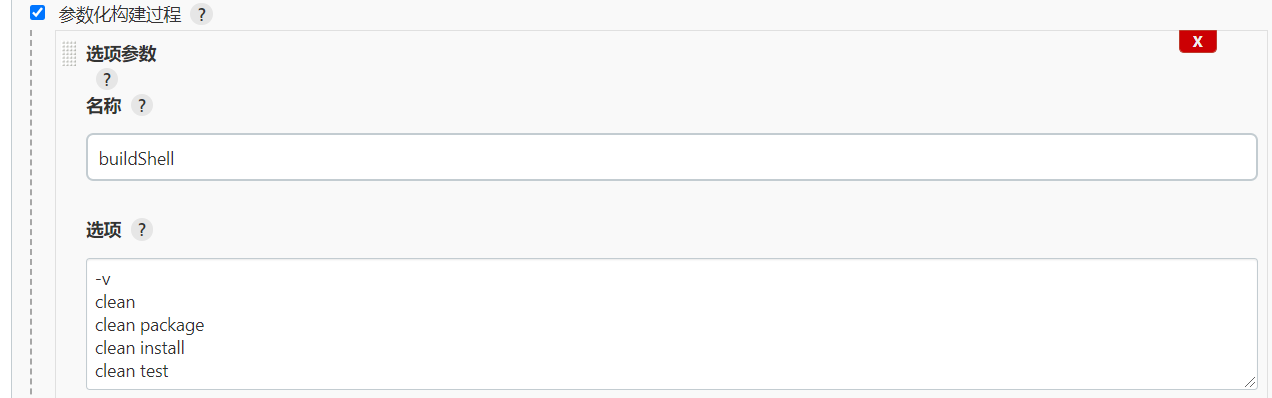 参数化构建过程 ?
选项参数
X
?
名称 ?
buildShell
选项 ?
-v
clean
clean package
clean install
clean test